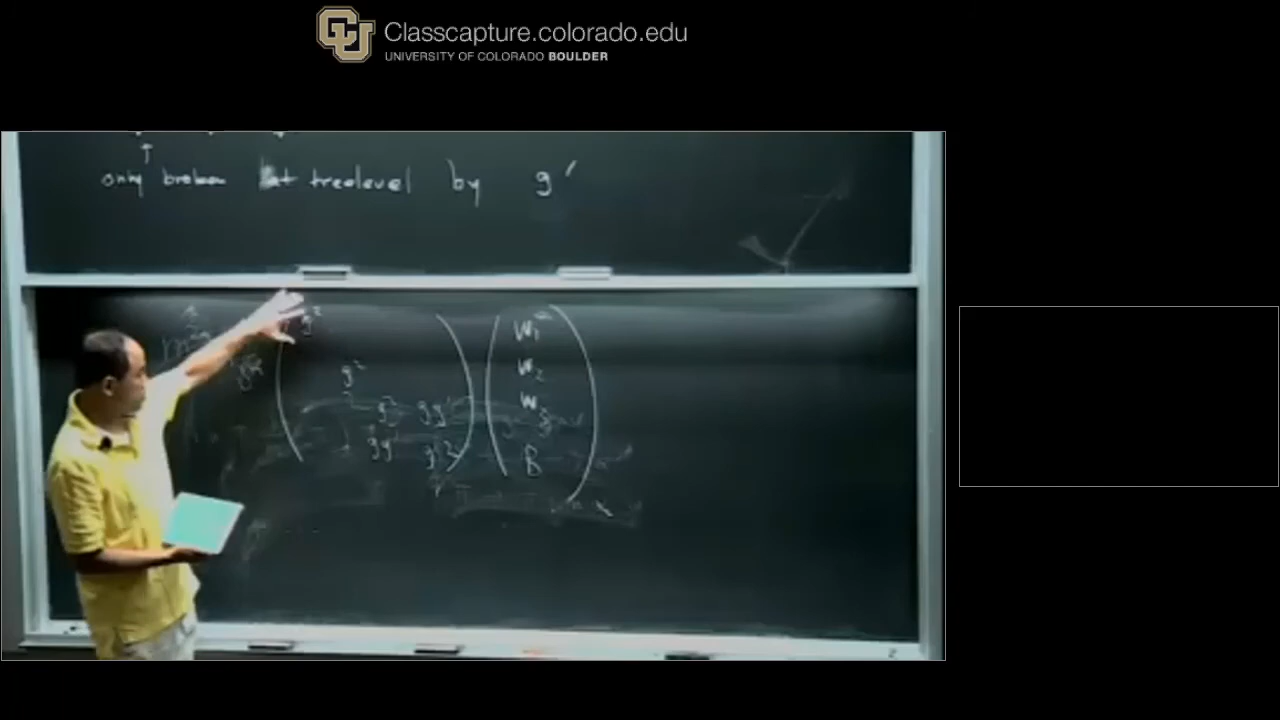 CU
Classcapture.colorado.edu
UNIVERSITY OF COLORADO BOULDER
only broken at treelevel by g'
g² W₁
g² W₂
g² gg' W₃
gg' g'² B